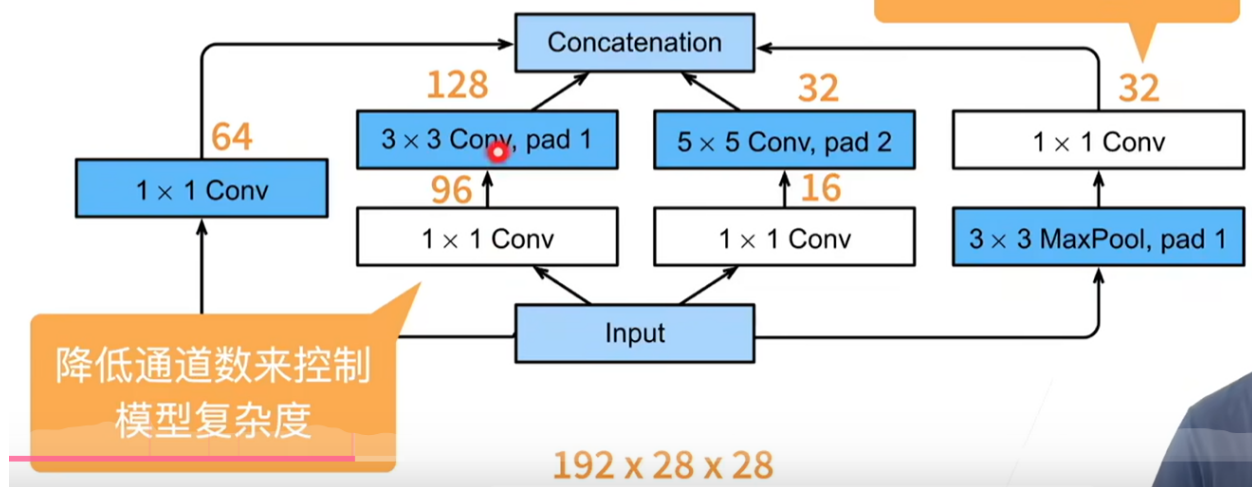 Concatenation
128
32
32
64
3 × 3 Conv, pad 1
5 × 5 Conv, pad 2
1 × 1 Conv
1 × 1 Conv
96
16
1 × 1 Conv
1 × 1 Conv
3 × 3 MaxPool, pad 1
Input
降低通道数来控制
模型复杂度
192 x 28 x 28